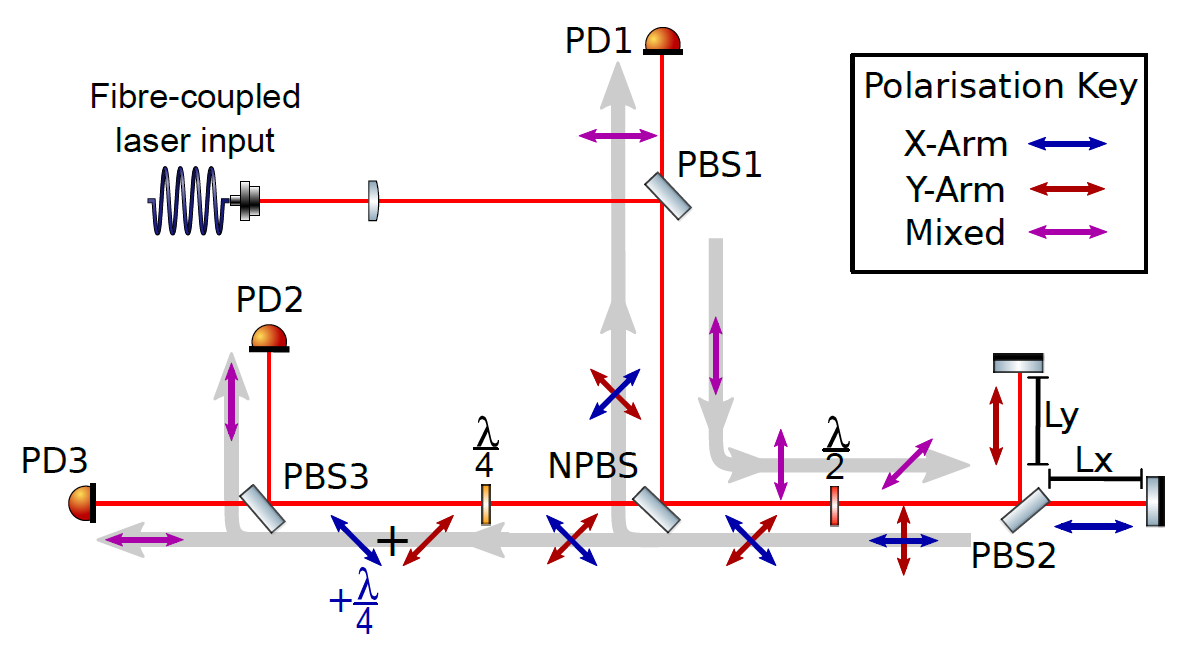 PD1
Fibre-coupled
laser input
Polarisation Key
X-Arm
Y-Arm
Mixed
PBS1
PD2
λ
4
λ
2
NPBS
Ly
Lx
PD3
PBS3
PBS2
+
+λ
4